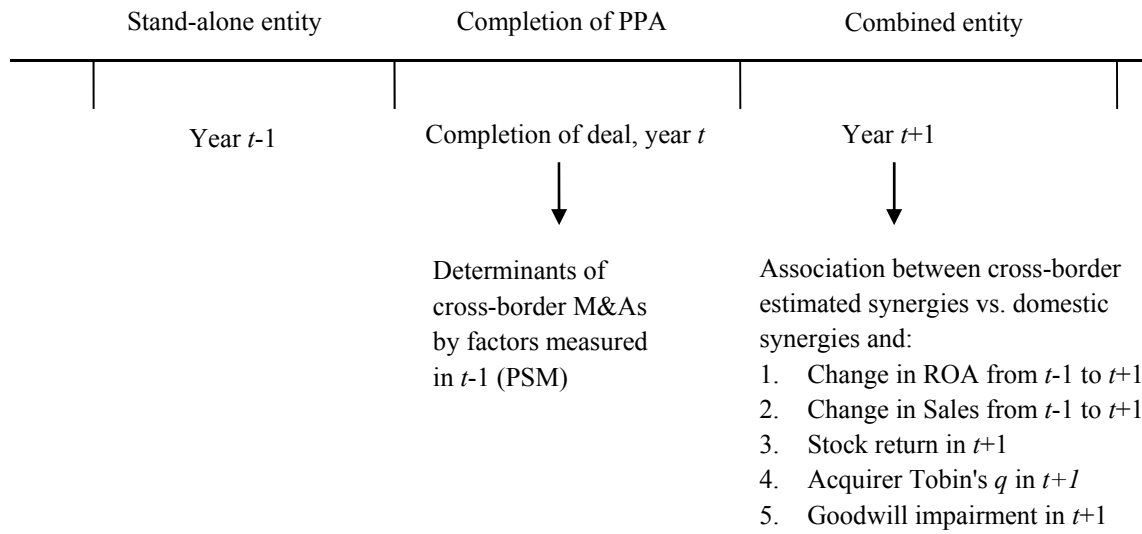 Stand-alone entity
Completion of PPA
Combined entity
Year t-1
Completion of deal, year t
Year t+1
Determinants of
cross-border M&As
by factors measured
in t-1 (PSM)
Association between cross-border
estimated synergies vs. domestic
synergies and:
1. Change in ROA from t-1 to t+1
2. Change in Sales from t-1 to t+1
3. Stock return in t+1
4. Acquirer Tobin's q in t+1
5. Goodwill impairment in t+1